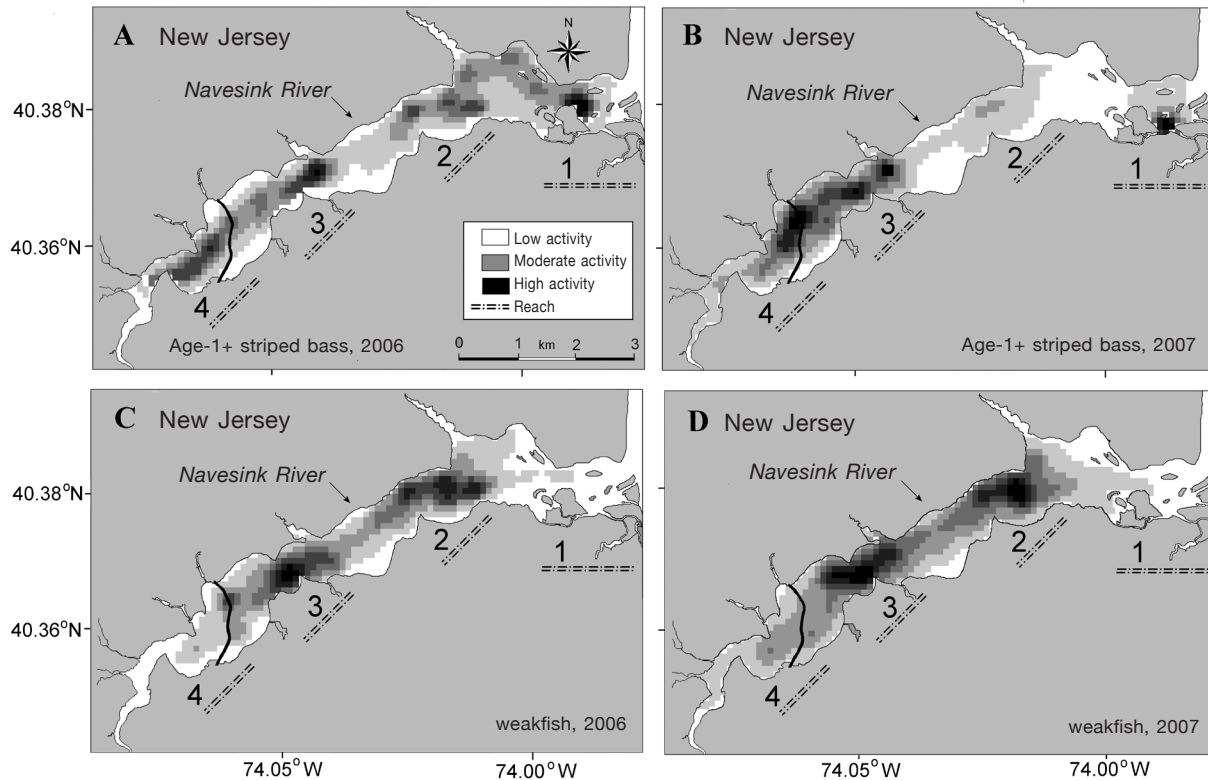 A New Jersey
N
Navesink River
40.38°N
2
1
3
40.36°N
4
Low activity
Moderate activity
High activity
Reach
0 1 km 2 3
Age-1+ striped bass, 2006
B New Jersey
Navesink River
2
1
3
4
Age-1+ striped bass, 2007
C New Jersey
Navesink River
40.38°N
2
1
3
40.36°N
4
weakfish, 2006
74.05°W
74.00°W
D New Jersey
Navesink River
2
1
3
4
weakfish, 2007
74.05°W
74.00°W